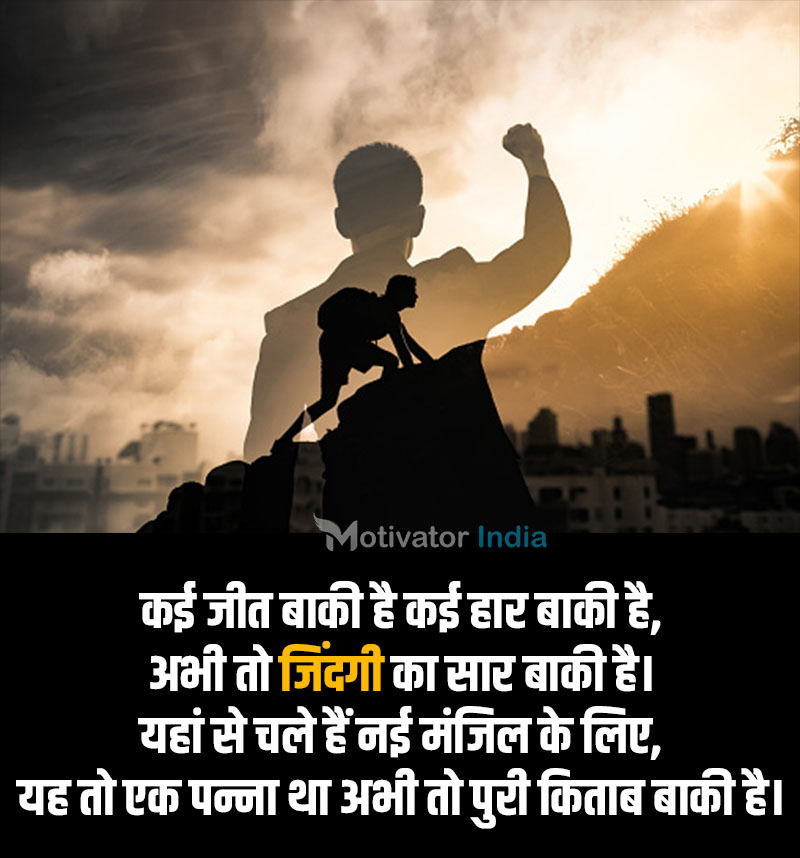 Motivator India
कई जीत बाकी है कई हार बाकी है,
अभी तो जिंदगी का सार बाकी है।
यहां से चले हैं नई मंजिल के लिए,
यह तो एक पन्ना था अभी तो पुरी किताब बाकी है।